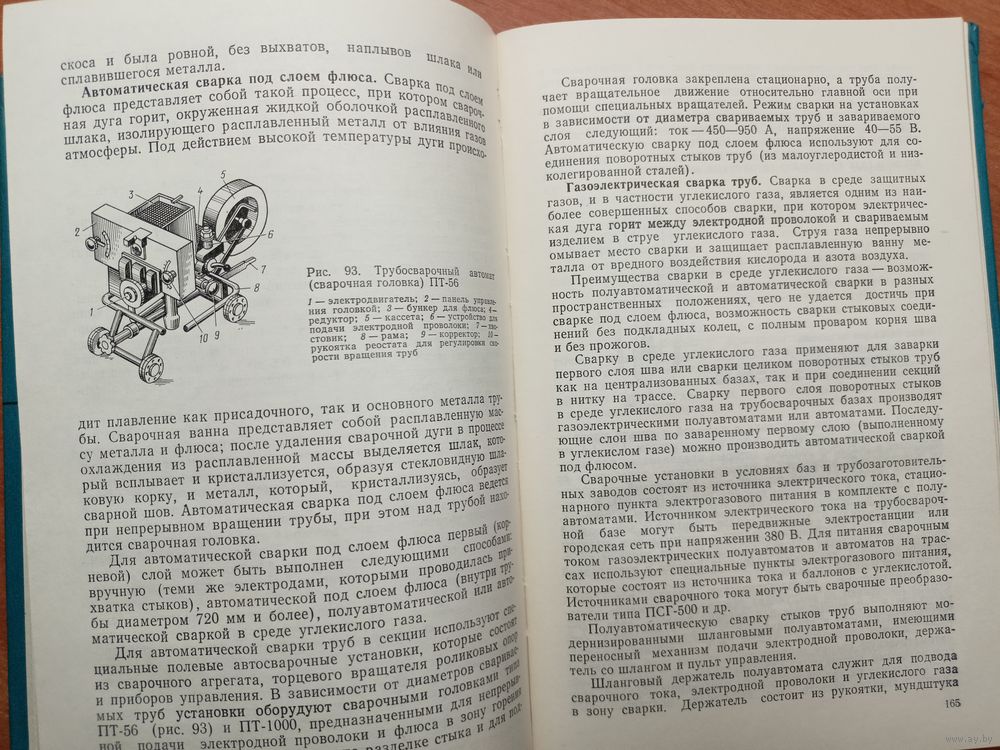 скоса и была ровной, без выхватов, наплывов шлака или
сплавившегося металла.
Автоматическая сварка под слоем флюса. Сварка под слоем
флюса представляет собой такой процесс, при котором свароч-
ная дуга горит, окруженная жидкой оболочкой расплавленного
шлака, изолирующего расплавленный металл от влияния газов
атмосферы. Под действием высокой температуры дуги происхо-
5
4
3
2
6
7
8
1
10 9
Рис. 93. Трубосварочный автомат
(сварочная головка) ПТ-56
1 — электродвигатель; 2 — панель управле-
ния головкой; 3 — бункер для флюса; 4 —
редуктор; 5 — кассета; 6 — устройство для
подачи электродной проволоки; 7 — хво-
стовик; 8 — рама; 9 — корректор; 10 —
рукоятка реостата для регулировки ско-
рости вращения труб
дит плавление как присадочного, так и основного металла тру-
бы. Сварочная ванна представляет собой расплавленную мас-
су металла и флюса; после удаления сварочной дуги в процессе
охлаждения из расплавленной массы выделяется шлак, кото-
рый всплывает и кристаллизуется, образуя стекловидную шла-
ковую корку, и металл, который, кристаллизуясь, образует
сварной шов. Автоматическая сварка под слоем флюса ведется
при непрерывном вращении трубы, при этом над трубой нахо-
дится сварочная головка.
Для автоматической сварки под слоем флюса первый (кор-
невой) слой может быть выполнен следующими способами:
вручную (теми же электродами, которыми проводилась при-
хватка стыков), автоматической под слоем флюса (внутри тру-
бы диаметром 720 мм и более), полуавтоматической или авто-
матической сваркой в среде углекислого газа.
Для автоматической сварки труб в секции используют спе-
циальные полевые автосварочные установки, которые состоят
из сварочного агрегата, торцевого вращателя роликовых опор
и приборов управления. В зависимости от диаметров сваривае-
мых труб установки оборудуют сварочными головками типа
ПТ-56 (рис. 93) и ПТ-1000, предназначенными для непрерыв-
ной подачи электродной проволоки и флюса в зону горения
разделке стыка и для под-
Сварочная головка закреплена стационарно, а труба полу-
чает вращательное движение относительно главной оси при
помощи специальных вращателей. Режим сварки на установках
в зависимости от диаметра свариваемых труб и завариваемого
слоя следующий: ток — 450—950 А, напряжение 40—55 В.
Автоматическую сварку под слоем флюса используют для со-
единения поворотных стыков труб (из малоуглеродистой и низ-
колегированной сталей).
Газоэлектрическая сварка труб. Сварка в среде защитных
газов, и в частности углекислого газа, является одним из наи-
более совершенных способов сварки, при котором электричес-
кая дуга горит между электродной проволокой и свариваемым
изделием в струе углекислого газа. Струя газа непрерывно
омывает место сварки и защищает расплавленную ванну ме-
талла от вредного воздействия кислорода и азота воздуха.
Преимущества сварки в среде углекислого газа — возмож-
ность полуавтоматической и автоматической сварки в разных
пространственных положениях, чего не удается достичь при
сварке под слоем флюса, возможность сварки стыковых соеди-
нений без подкладных колец, с полным проваром корня шва
и без прожогов.
Сварку в среде углекислого газа применяют для заварки
первого слоя шва или сварки целиком поворотных стыков труб
как на централизованных базах, так и при соединении секций
в нитку на трассе. Сварку первого слоя поворотных стыков
в среде углекислого газа на трубосварочных базах производят
газоэлектрическими полуавтоматами или автоматами. Последу-
ющие слои шва по заваренному первому слою (выполненному
в углекислом газе) можно производить автоматической сваркой
под флюсом.
Сварочные установки в условиях баз и трубозаготовитель-
ных заводов состоят из источника электрического тока, стацио-
нарного пункта электрогазового питания в комплекте с полу-
автоматами. Источником электрического тока на трубосвароч-
ной базе могут быть передвижные электростанции или
городская сеть при напряжении 380 В. Для питания сварочным
током газоэлектрических полуавтоматов и автоматов на трас-
сах используют специальные пункты электрогазового питания,
которые состоят из источника тока и баллонов с углекислотой.
Источниками сварочного тока могут быть сварочные преобразо-
ватели типа ПСГ-500 и др.
Полуавтоматическую сварку стыков труб выполняют мо-
дернизированными шланговыми полуавтоматами, имеющими
переносный механизм подачи электродной проволоки, держа-
тель со шлангом и пульт управления.
Шланговый держатель полуавтомата служит для подвода
сварочного тока, электродной проволоки и углекислого газа
в зону сварки. Держатель состоит из рукоятки, мундштука
165
www.ay.by